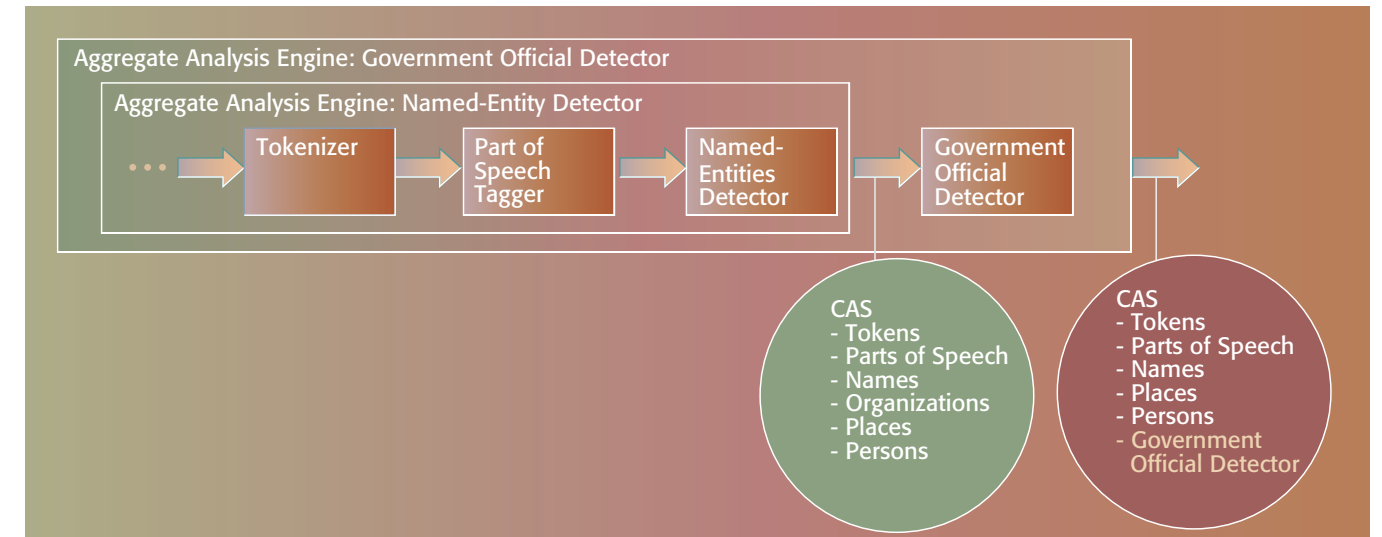 Aggregate Analysis Engine: Government Official Detector
Aggregate Analysis Engine: Named-Entity Detector
Tokenizer
Part of
Speech
Tagger
Named-
Entities
Detector
Government
Official
Detector
CAS
- Tokens
- Parts of Speech
- Names
- Organizations
- Places
- Persons
CAS
- Tokens
- Parts of Speech
- Names
- Places
- Persons
- Government
Official Detector